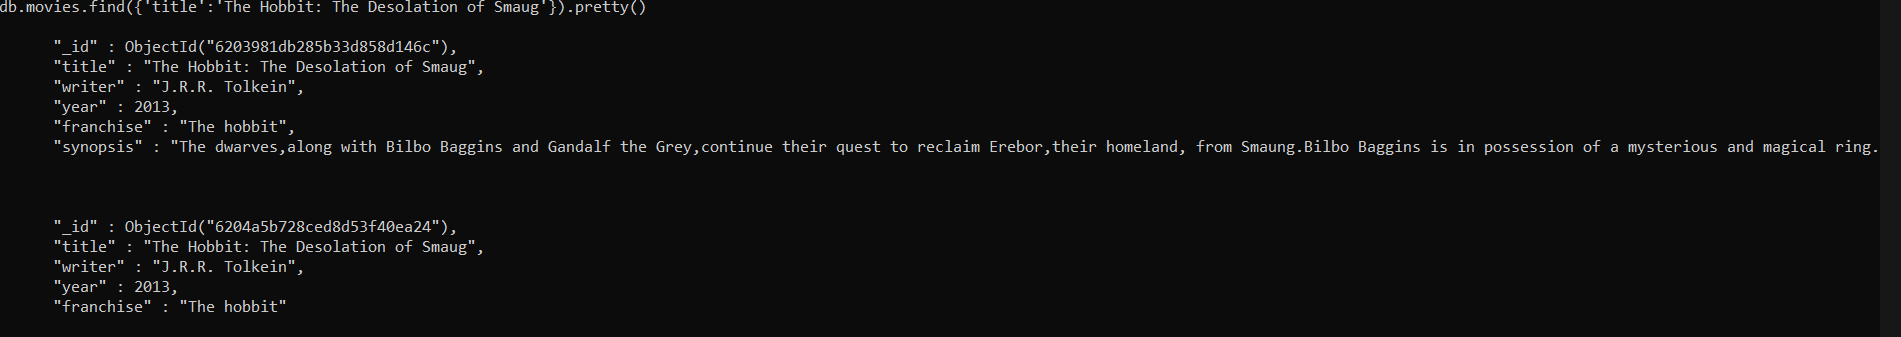 db.movies.find({'title':'The Hobbit: The Desolation of Smaug'}).pretty()
"_id" : ObjectId("6203981db285b33d858d146c"),
"title" : "The Hobbit: The Desolation of Smaug",
"writer" : "J.R.R. Tolkein",
"year" : 2013,
"franchise" : "The hobbit",
"synopsis" : "The dwarves,along with Bilbo Baggins and Gandalf the Grey,continue their quest to reclaim Erebor,their homeland, from Smaung.Bilbo Baggins is in possession of a mysterious and magical ring.
"_id" : ObjectId("6204a5b728ced8d53f40ea24"),
"title" : "The Hobbit: The Desolation of Smaug",
"writer" : "J.R.R. Tolkein",
"year" : 2013,
"franchise" : "The hobbit"